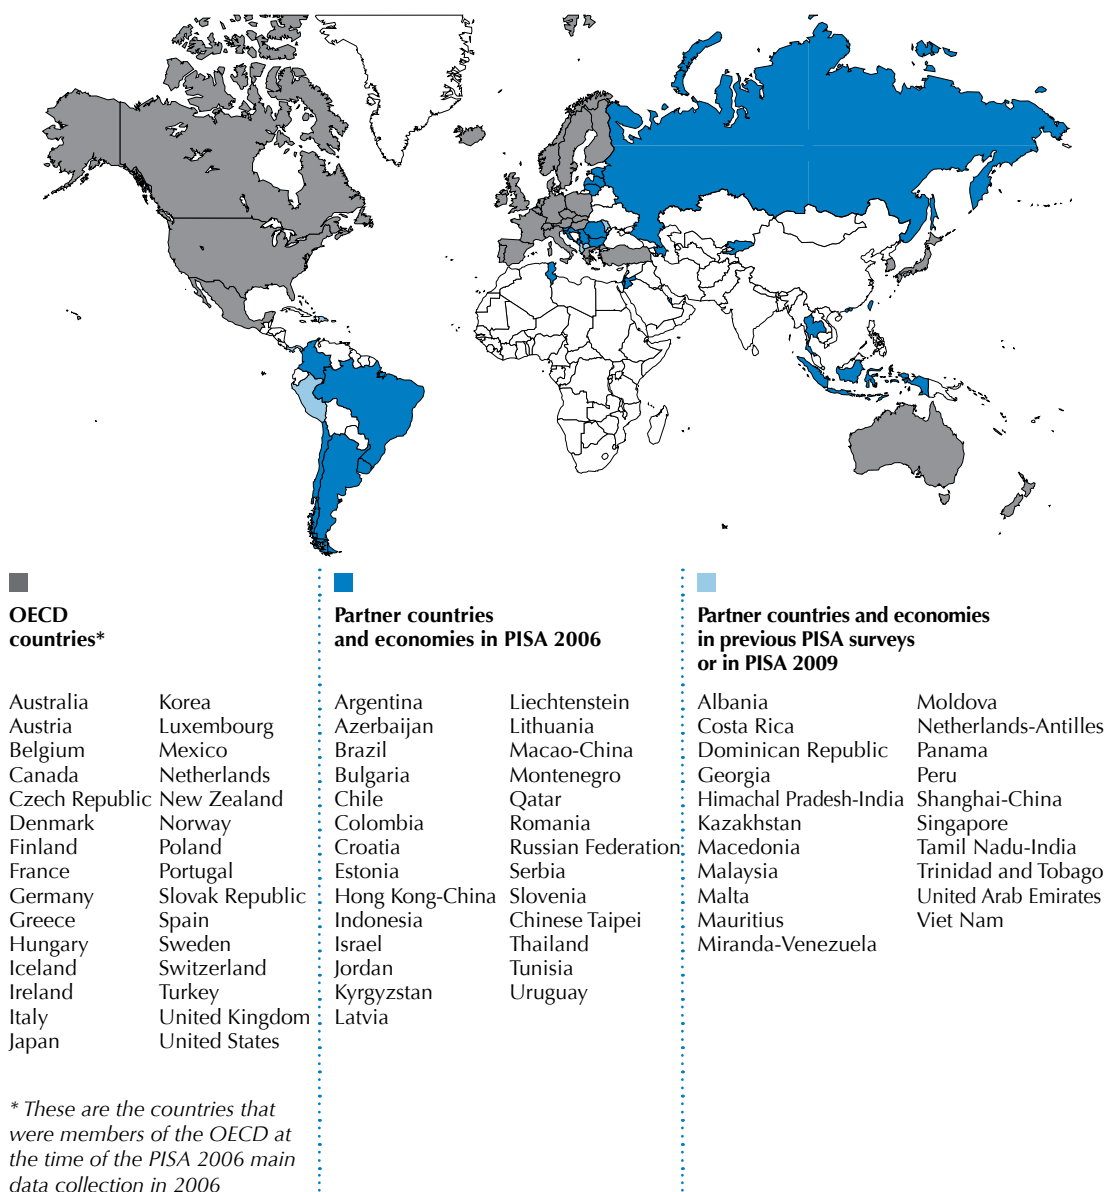 OECD
countries*
Australia
Austria
Belgium
Canada
Czech Republic
Denmark
Finland
France
Germany
Greece
Hungary
Iceland
Ireland
Italy
Japan
Korea
Luxembourg
Mexico
Netherlands
New Zealand
Norway
Poland
Portugal
Slovak Republic
Spain
Sweden
Switzerland
Turkey
United Kingdom
United States
* These are the countries that
were members of the OECD at
the time of the PISA 2006 main
data collection in 2006
Partner countries
and economies in PISA 2006
Argentina
Azerbaijan
Brazil
Bulgaria
Chile
Colombia
Croatia
Estonia
Hong Kong-China
Indonesia
Israel
Jordan
Kyrgyzstan
Latvia
Liechtenstein
Lithuania
Macao-China
Montenegro
Qatar
Romania
Russian Federation
Serbia
Slovenia
Chinese Taipei
Thailand
Tunisia
Uruguay
Partner countries and economies
in previous PISA surveys
or in PISA 2009
Albania
Costa Rica
Dominican Republic
Georgia
Himachal Pradesh-India
Kazakhstan
Macedonia
Malaysia
Malta
Mauritius
Miranda-Venezuela
Moldova
Netherlands-Antilles
Panama
Peru
Shanghai-China
Singapore
Tamil Nadu-India
Trinidad and Tobago
United Arab Emirates
Viet Nam